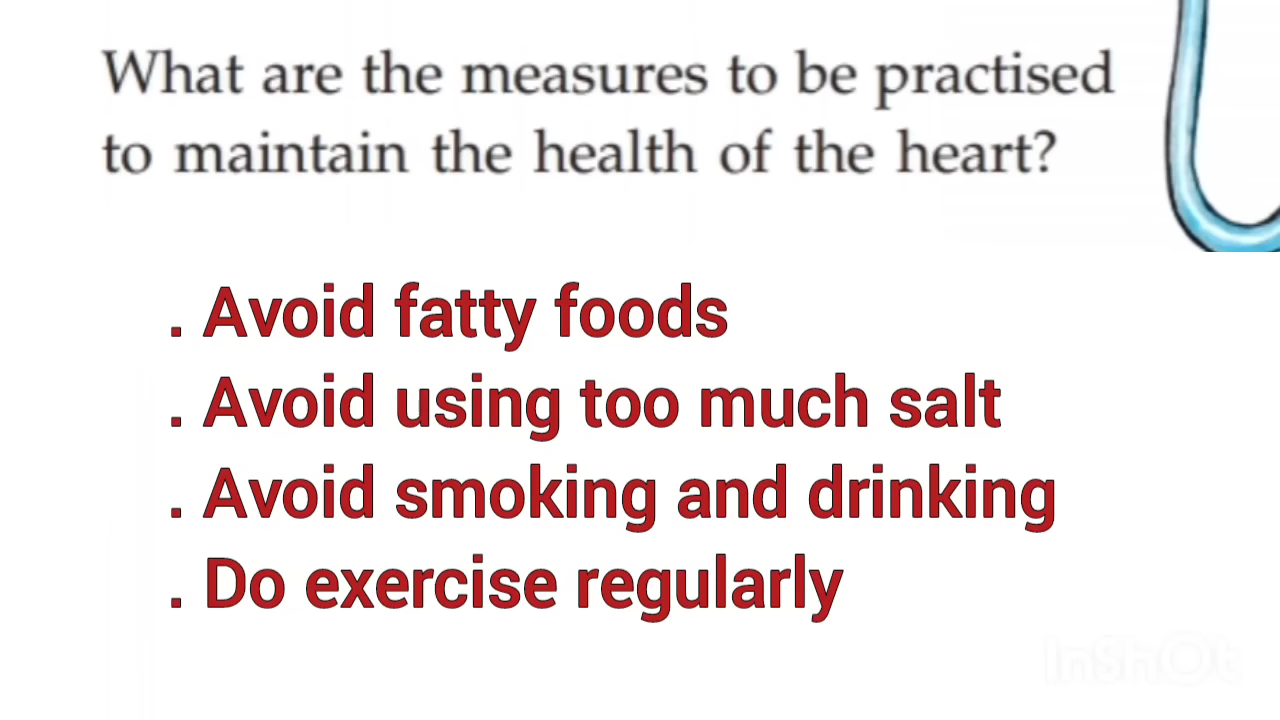 What are the measures to be practised
to maintain the health of the heart?
. Avoid fatty foods
. Avoid using too much salt
. Avoid smoking and drinking
. Do exercise regularly
InShOt